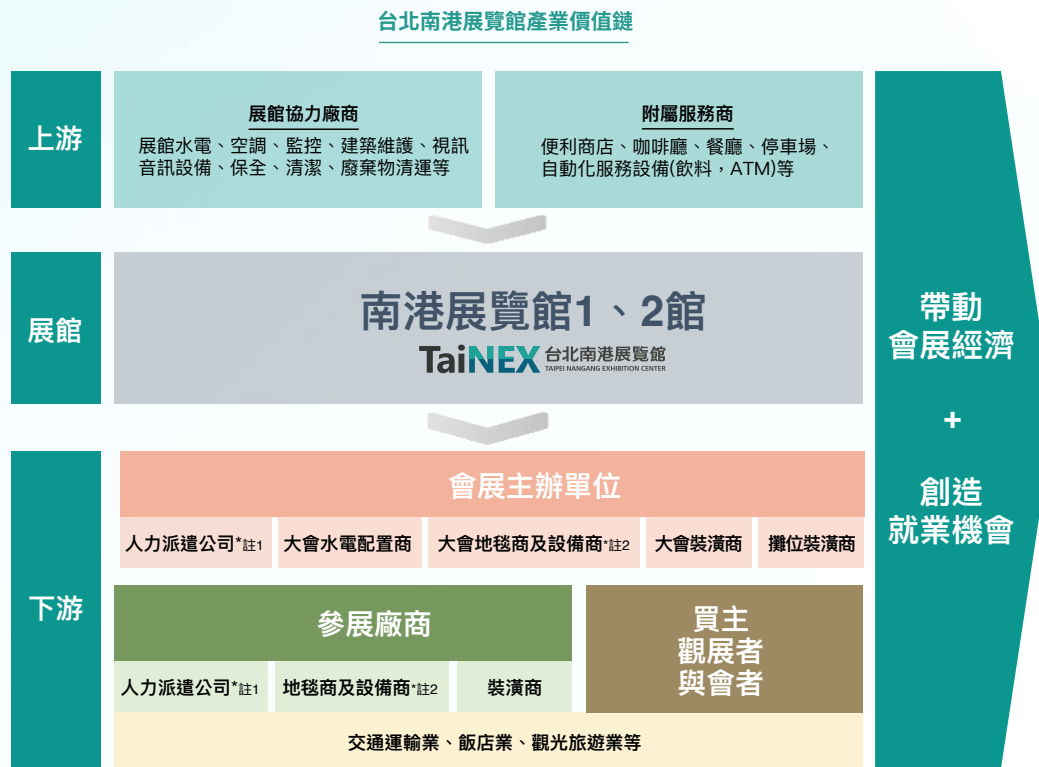 台北南港展覽館產業價值鏈
上游
展館協力廠商
展館水電、空調、監控、建築維護、視訊
音訊設備、保全、清潔、廢棄物清運等
附屬服務商
便利商店、咖啡廳、餐廳、停車場、
自動化服務設備(飲料，ATM)等
展館
南港展覽館1、2館
TaiNEX 台北南港展覧館
TAIPEI NANGANG EXHIBITION CENTER
下游
會展主辦單位
人力派遣公司*註1
大會水電配置商
大會地毯商及設備商*註2
大會裝潢商
攤位裝潢商
參展廠商
人力派遣公司*註1
地毯商及設備商*註2
裝潢商
買主
觀展者
與會者
交通運輸業、飯店業、觀光旅遊業等
帶動
會展經濟
+
創造
就業機會